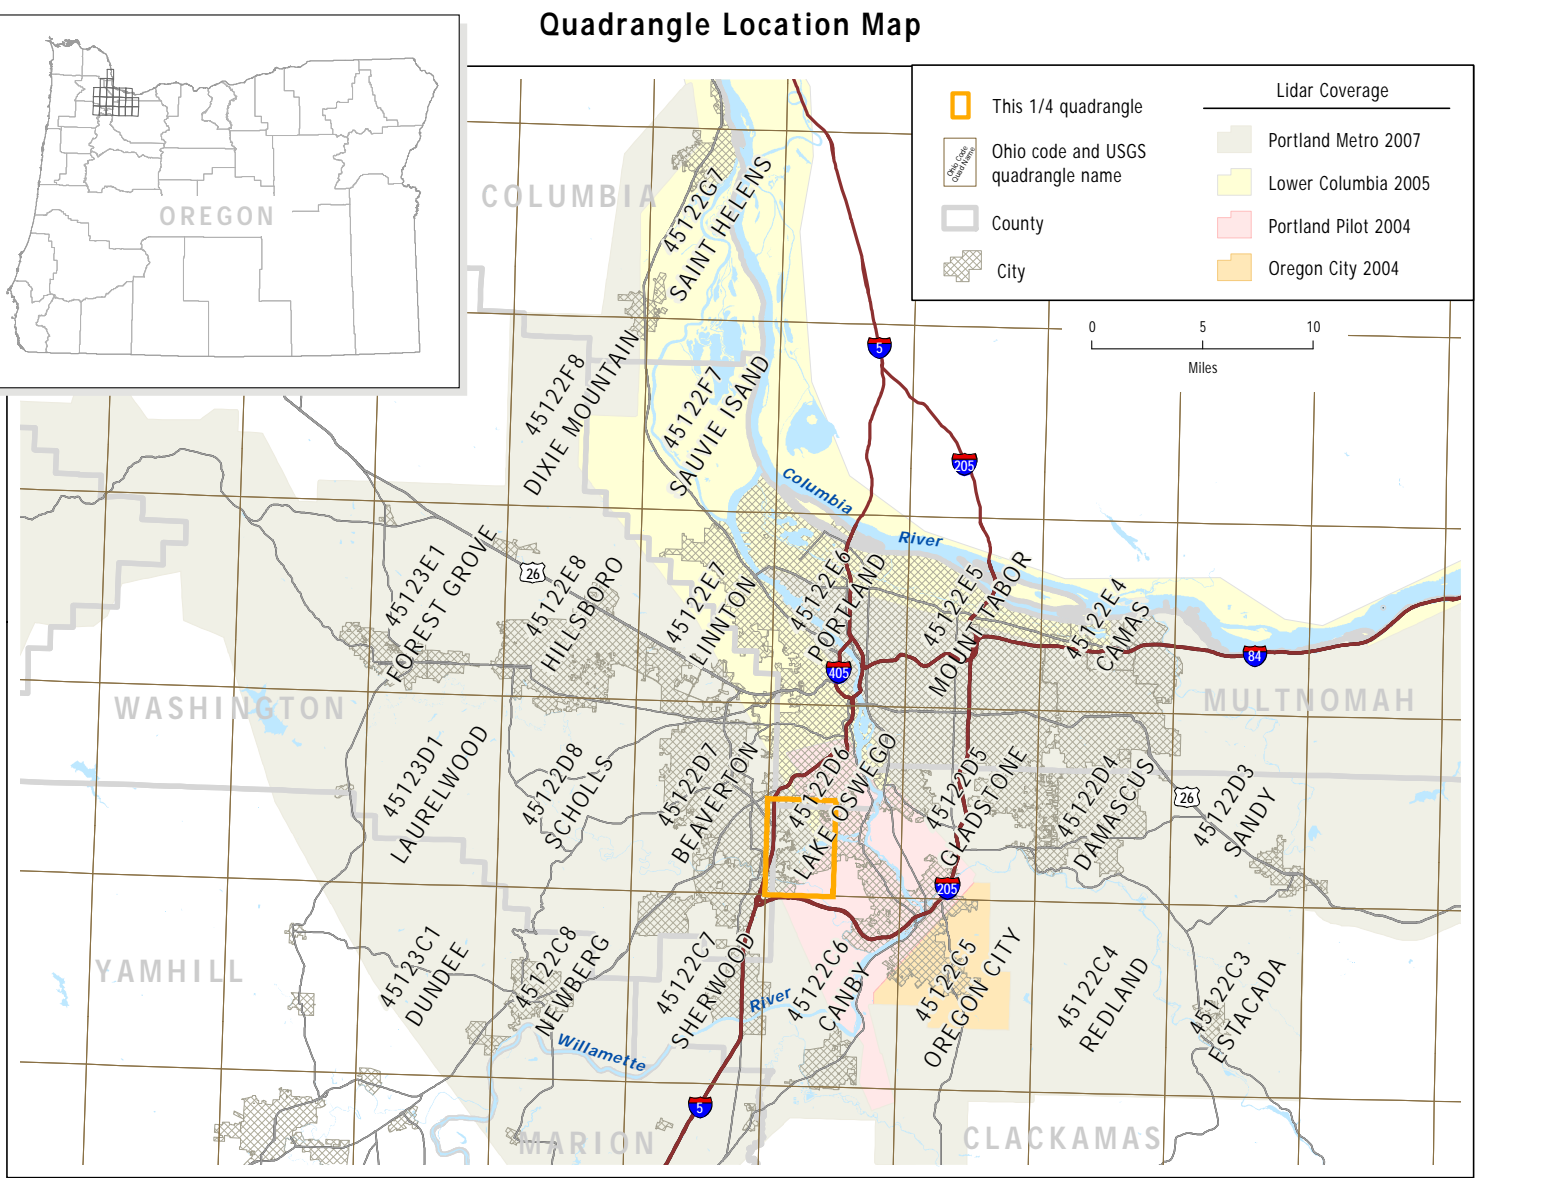 Quadrangle Location Map
OREGON
This 1/4 quadrangle
Ohio Code
Quad Name
Ohio code and USGS
quadrangle name
County
City
Lidar Coverage
Portland Metro 2007
Lower Columbia 2005
Portland Pilot 2004
Oregon City 2004
0 5 10
Miles
COLUMBIA
45122G7
SAINT HELENS
45122F8
DIXIE MOUNTAIN
45122F7
SAUVIE ISAND
5
205
Columbia
River
45123E1
FOREST GROVE
26
45122E8
HILLSBORO
45122E7
LINNTON
45122E6
PORTLAND
45122E5
MOUNT TABOR
45122E4
CAMAS
405
84
WASHINGTON
MULTNOMAH
45123D1
LAURELWOOD
45122D8
SCHOLLS
45122D7
BEAVERTON
45122D6
LAKE OSWEGO
45122D5
GLADSTONE
45122D4
DAMASCUS
26
45122D3
SANDY
205
YAMHILL
45123C1
DUNDEE
45122C8
NEWBERG
45122C7
SHERWOOD
45122C6
CANBY
45122C5
OREGON CITY
45122C4
REDLAND
45122C3
ESTACADA
Willamette
River
5
MARION
CLACKAMAS